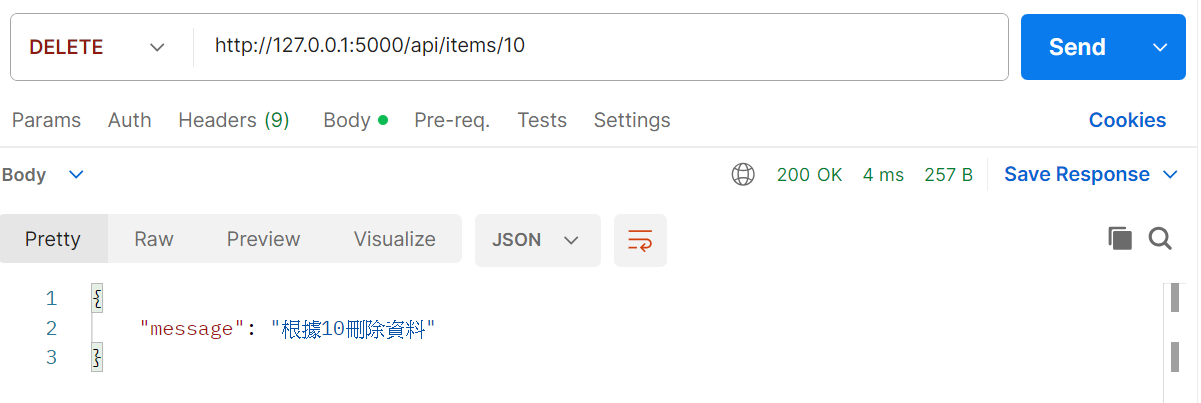 DELETE http://127.0.0.1:5000/api/items/10 Send
Params Auth Headers (9) Body Pre-req. Tests Settings Cookies
Body 200 OK 4 ms 257 B Save Response
Pretty Raw Preview Visualize JSON
1 {
2 "message": "根據10刪除資料"
3 }